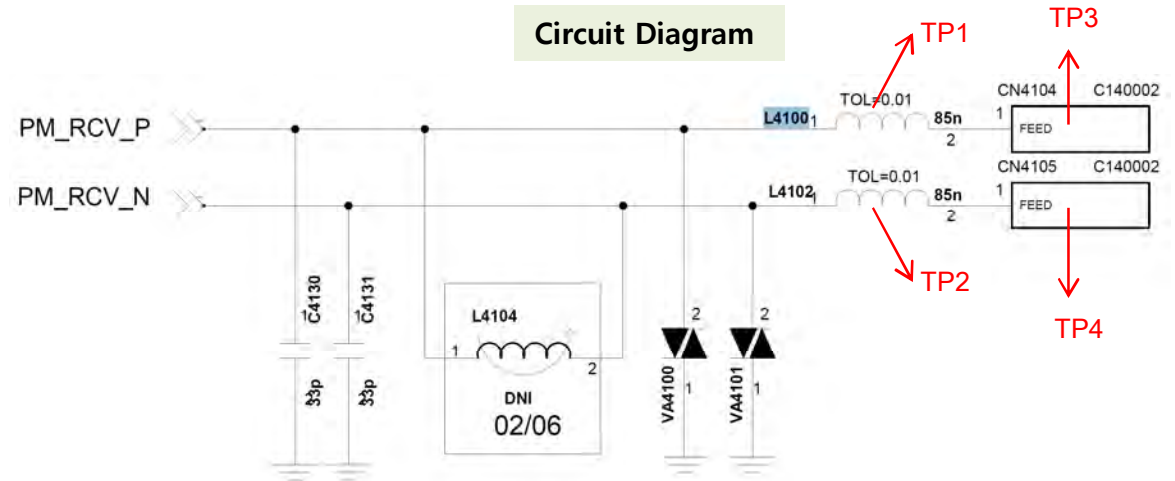 Circuit Diagram
TP1
TP3
CN4104 C140002
TOL=0.01
PM_RCV_P
L4100 1
85n
2
1
FEED
CN4105 C140002
PM_RCV_N
TOL=0.01
L4102 1
85n
2
1
FEED
TP2
TP4
1 C4130
33p
1 C4131
33p
L4104
1
2
DNI
02/06
2
VA4100
1
2
VA4101
1